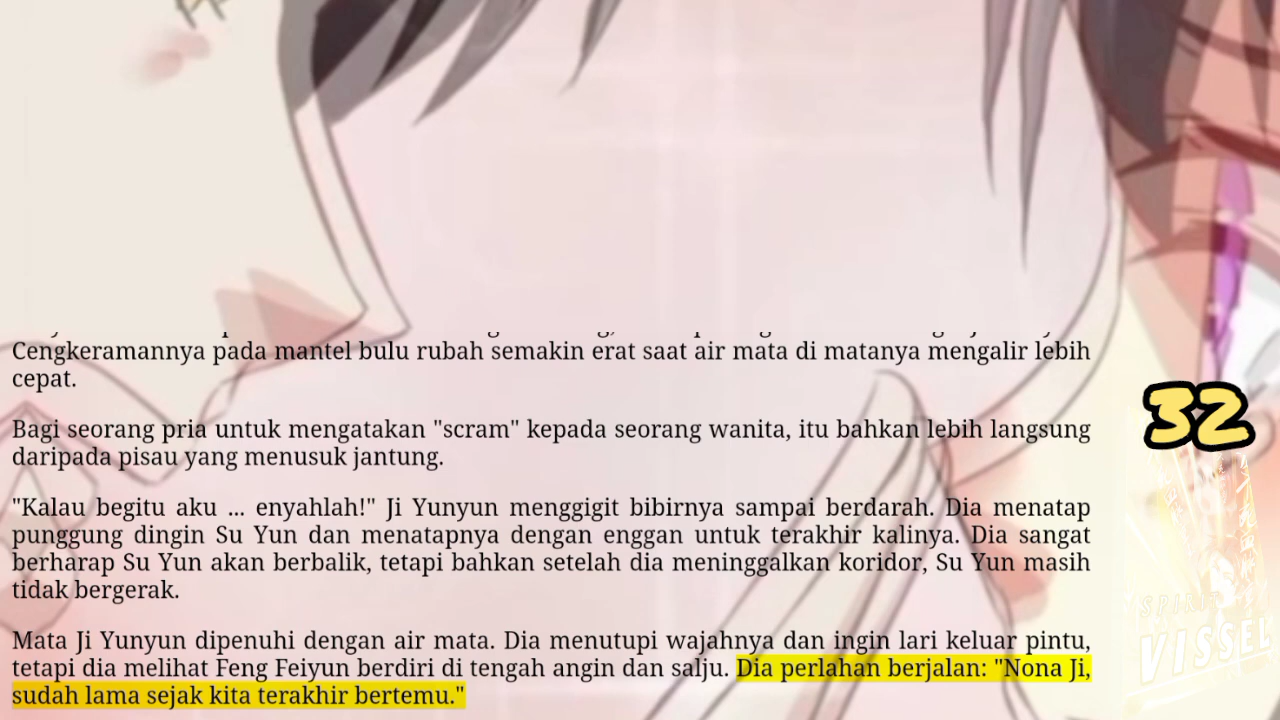 Cengkeramannya pada mantel bulu rubah semakin erat saat air mata di matanya mengalir lebih
cepat.
Bagi seorang pria untuk mengatakan "scram" kepada seorang wanita, itu bahkan lebih langsung
daripada pisau yang menusuk jantung.
"Kalau begitu aku ... enyahlah!" Ji Yunyun menggigit bibirnya sampai berdarah. Dia menatap
punggung dingin Su Yun dan menatapnya dengan enggan untuk terakhir kalinya. Dia sangat
berharap Su Yun akan berbalik, tetapi bahkan setelah dia meninggalkan koridor, Su Yun masih
tidak bergerak.
Mata Ji Yunyun dipenuhi dengan air mata. Dia menutupi wajahnya dan ingin lari keluar pintu,
tetapi dia melihat Feng Feiyun berdiri di tengah angin dan salju. Dia perlahan berjalan: "Nona Ji,
sudah lama sejak kita terakhir bertemu."
32
SPIRIT
VISSEL